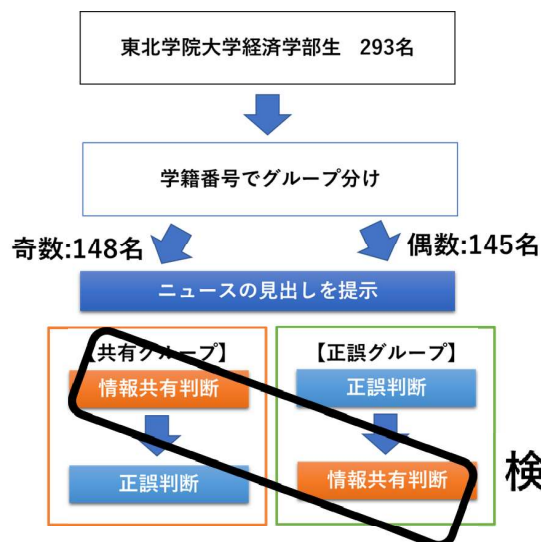 東北学院大学経済学部生 293名
学籍番号でグループ分け
奇数:148名
偶数:145名
ニュースの見出しを提示
【共有グループ】
【正誤グループ】
情報共有判断
正誤判断
正誤判断
情報共有判断
検